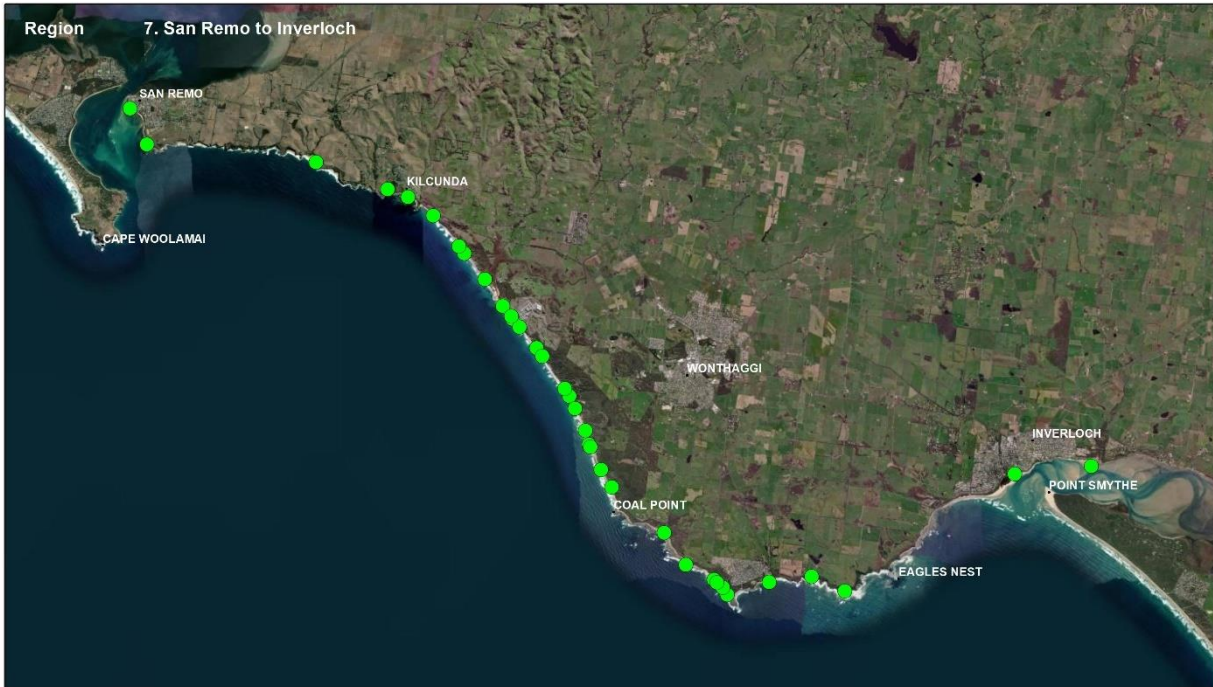 Region 7. San Remo to Inverloch
SAN REMO
KILCUNDA
CAPE WOOLAMAI
WONTHAGGI
INVERLOCH
POINT SMYTHE
COAL POINT
EAGLES NEST